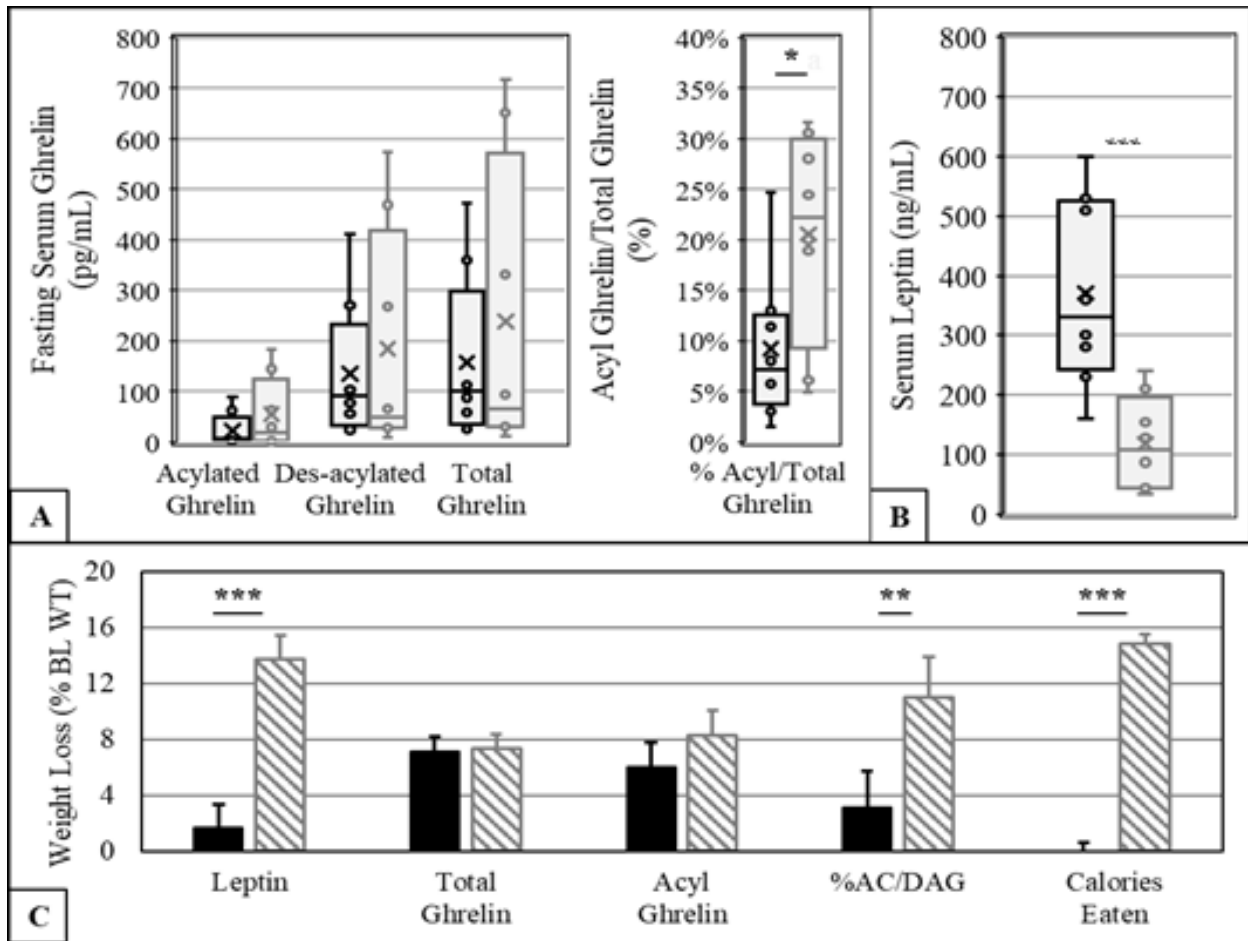 800
700
600
500
400
300
200
100
0
Fasting Serum Ghrelin
(pg/mL)
Acylated
Ghrelin
Des-acylated
Ghrelin
Total
Ghrelin
A
40%
35%
30%
25%
20%
15%
10%
5%
0%
Acyl Ghrelin/Total Ghrelin
(%)
*
a
% Acyl/Total
Ghrelin
800
700
600
500
400
300
200
100
0
Serum Leptin (ng/mL)
***
B
20
16
12
8
4
0
Weight Loss (% BL WT)
***
**
***
Leptin
Total
Ghrelin
Acyl
Ghrelin
%AC/DAG
Calories
Eaten
C